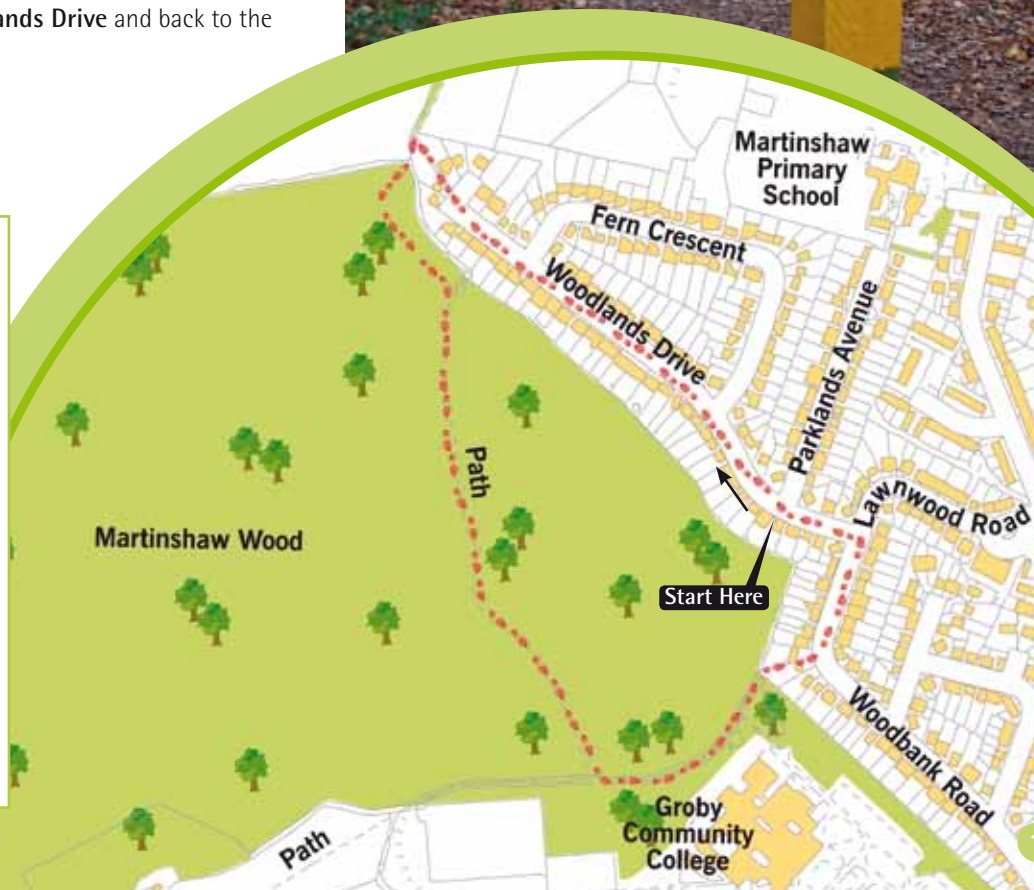 ands Drive and back to the
Martinshaw
Primary
School
Fern Crescent
Woodlands Drive
Parklands Avenue
Lawnwood Road
Path
Martinshaw Wood
Start Here
Woodbank Road
Groby
Community
College
Path